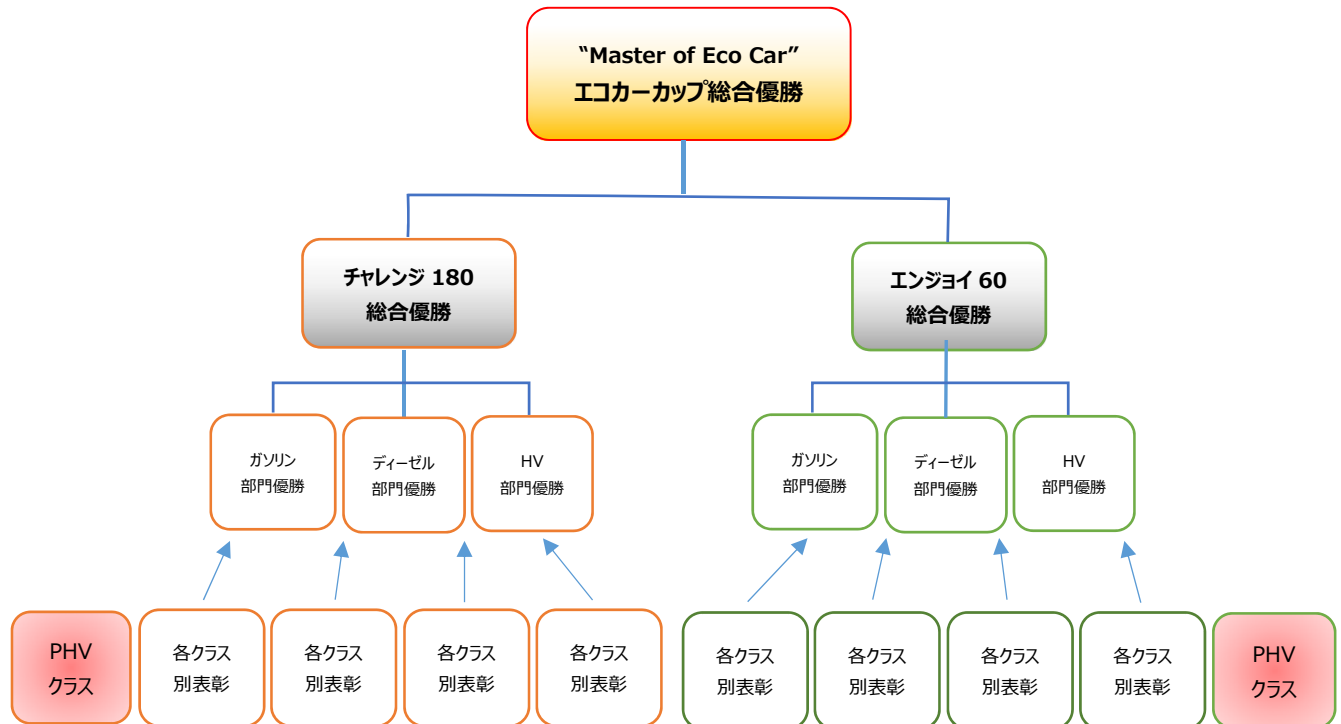 “Master of Eco Car”
エコカーカップ総合優勝
チャレンジ 180
総合優勝
エンジョイ 60
総合優勝
ガソリン
部門優勝
ディーゼル
部門優勝
HV
部門優勝
ガソリン
部門優勝
ディーゼル
部門優勝
HV
部門優勝
PHV
クラス
各クラス
別表彰
各クラス
別表彰
各クラス
別表彰
各クラス
別表彰
各クラス
別表彰
各クラス
別表彰
各クラス
別表彰
各クラス
別表彰
PHV
クラス